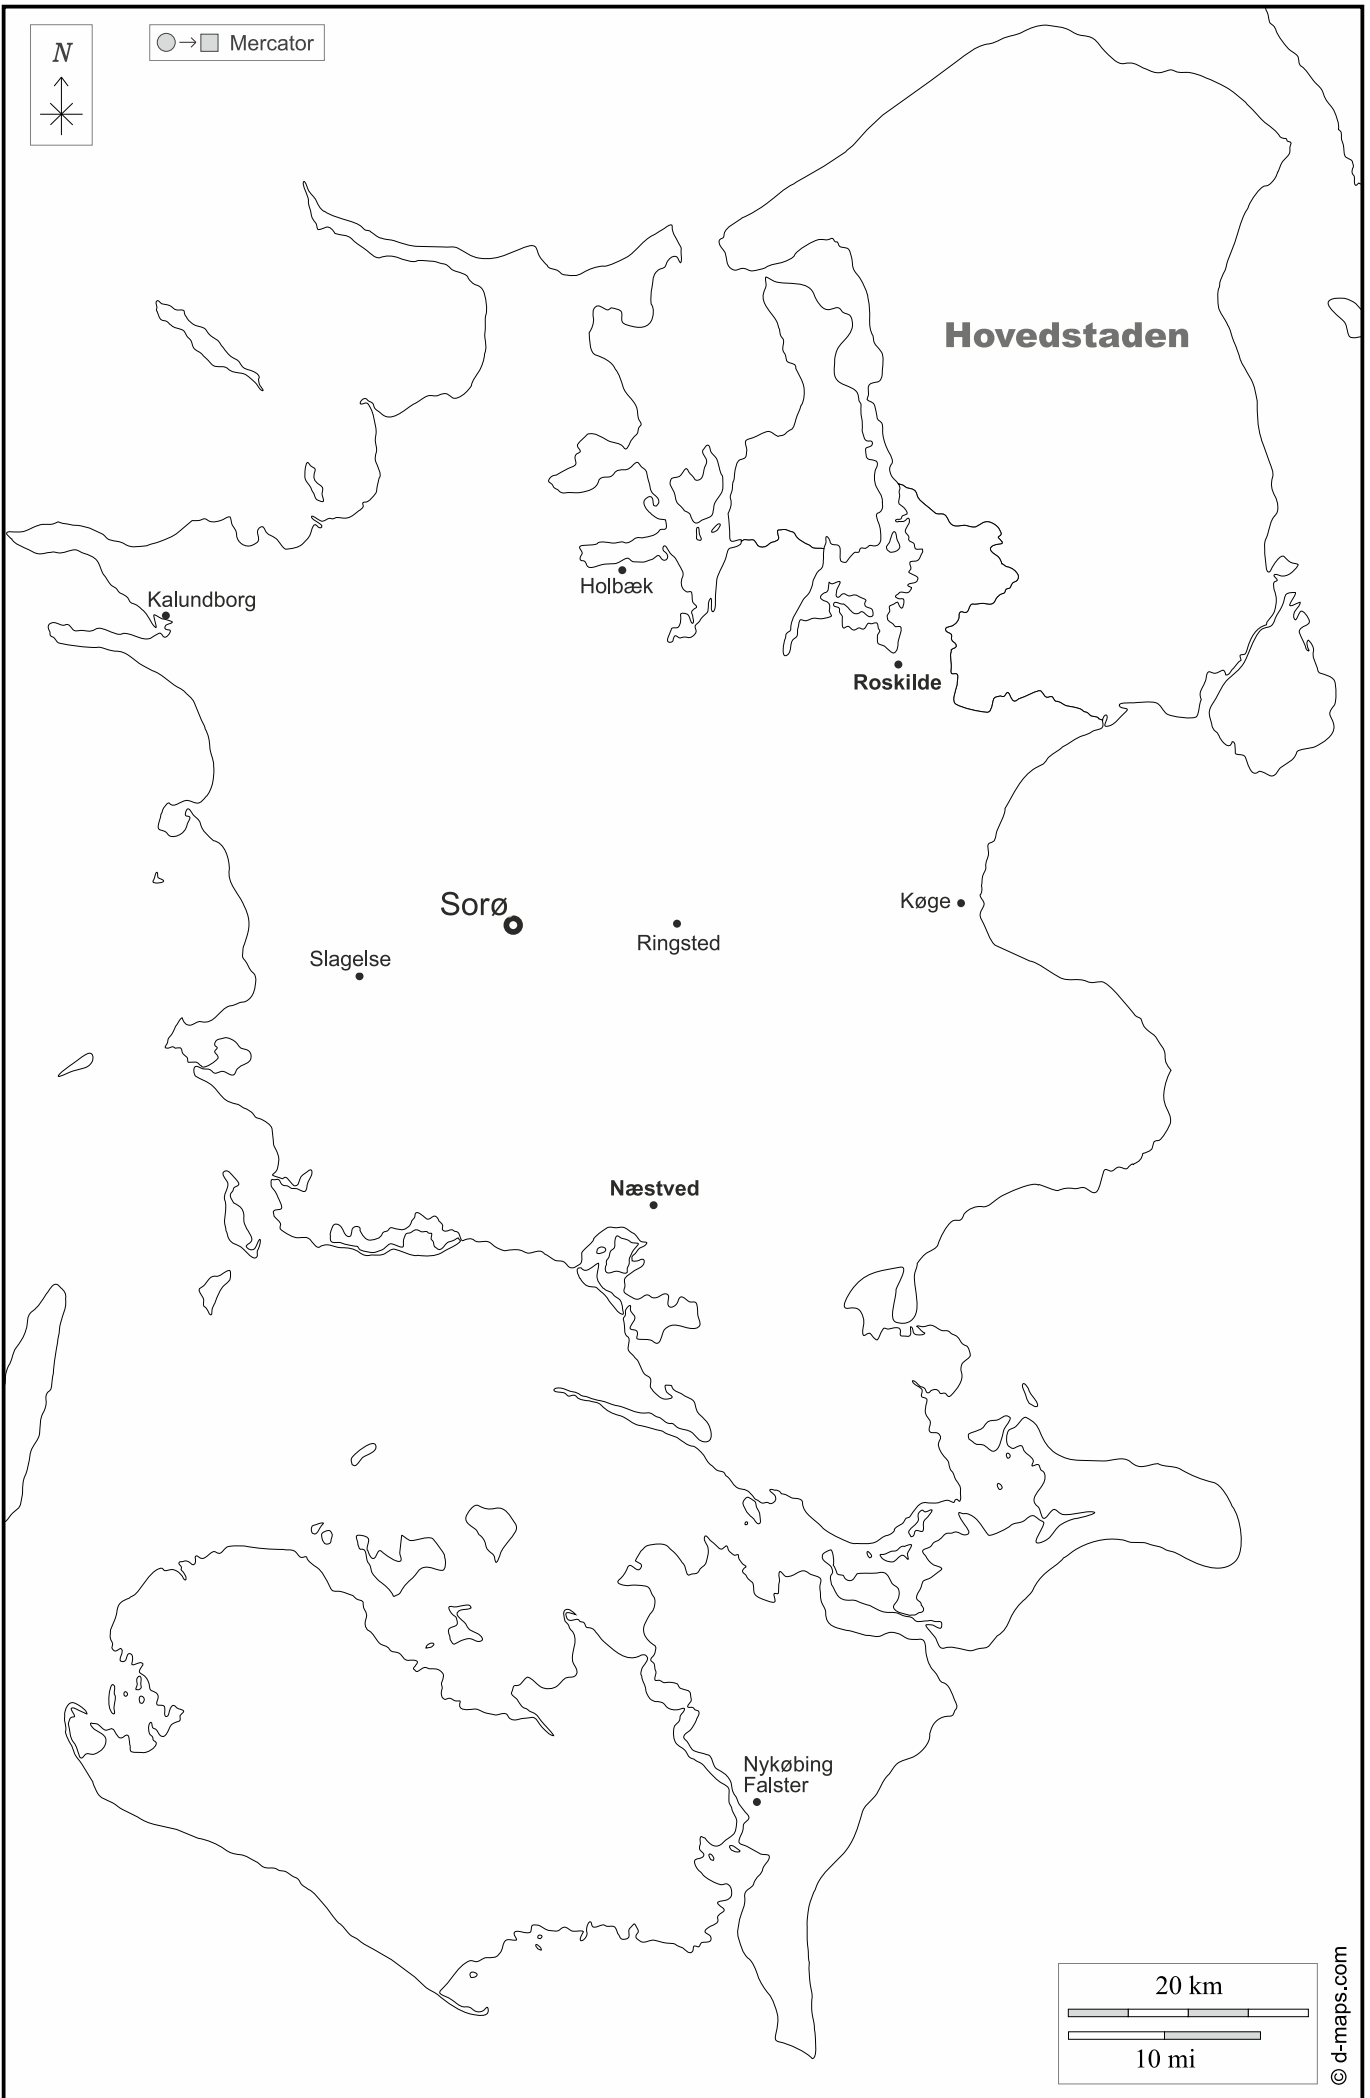 N
Mercator
Hovedstaden
Holbæk
Kalundborg
Roskilde
Sorø
Køge
Ringsted
Slagelse
Næstved
Nykøbing
Falster
20 km
10 mi
© d-maps.com